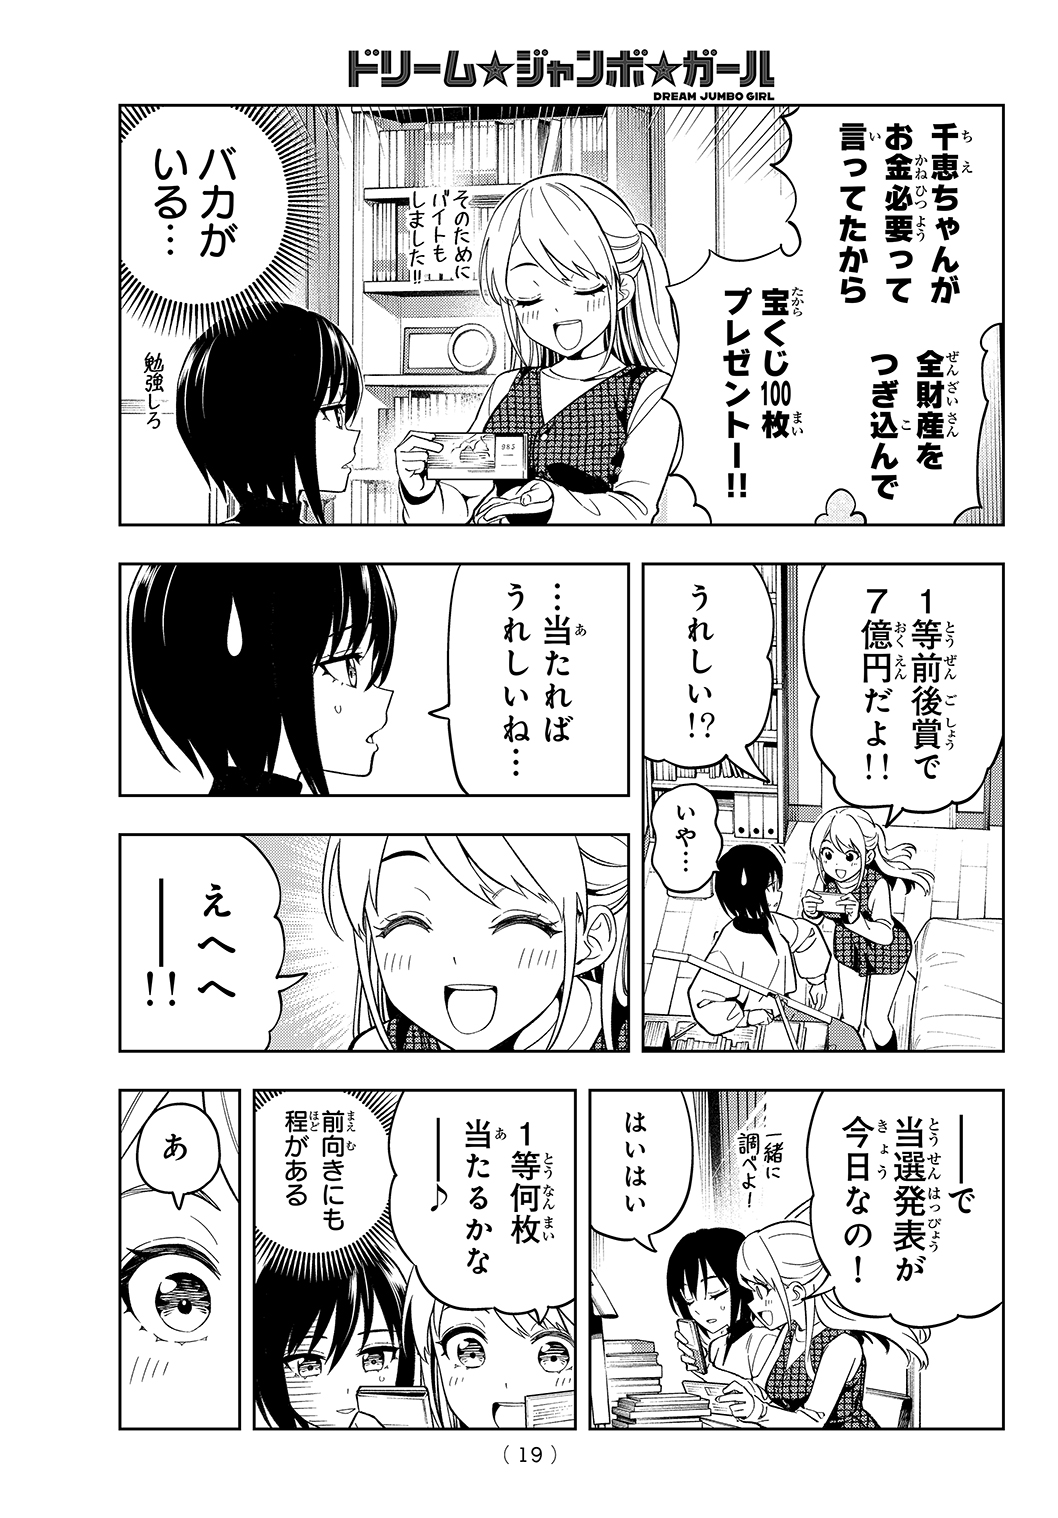 ドリーム☆ジャンボ☆ガール
DREAM JUMBO GIRL
千恵ちゃんが
お金必要って
言ってたから
全財産を
つぎ込んで
宝くじ100枚
プレゼントー!!
そのために
バイトも
しました!!
バカが
いる…
勉強しろ
1等前後賞で
7億円だよ!!
うれしい!?
いや…
…当たれば
うれしいね…
えへへ
──!!
──で
当選発表が
今日なの!
一緒に
調べよ!
はいはい
1等何枚
当たるかな
──♪
前向きにも
程がある
あ
(19)